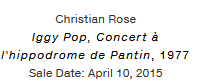 Christian Rose
Iggy Pop, Concert à
l'hippodrome de Pantin, 1977
Sale Date: April 10, 2015